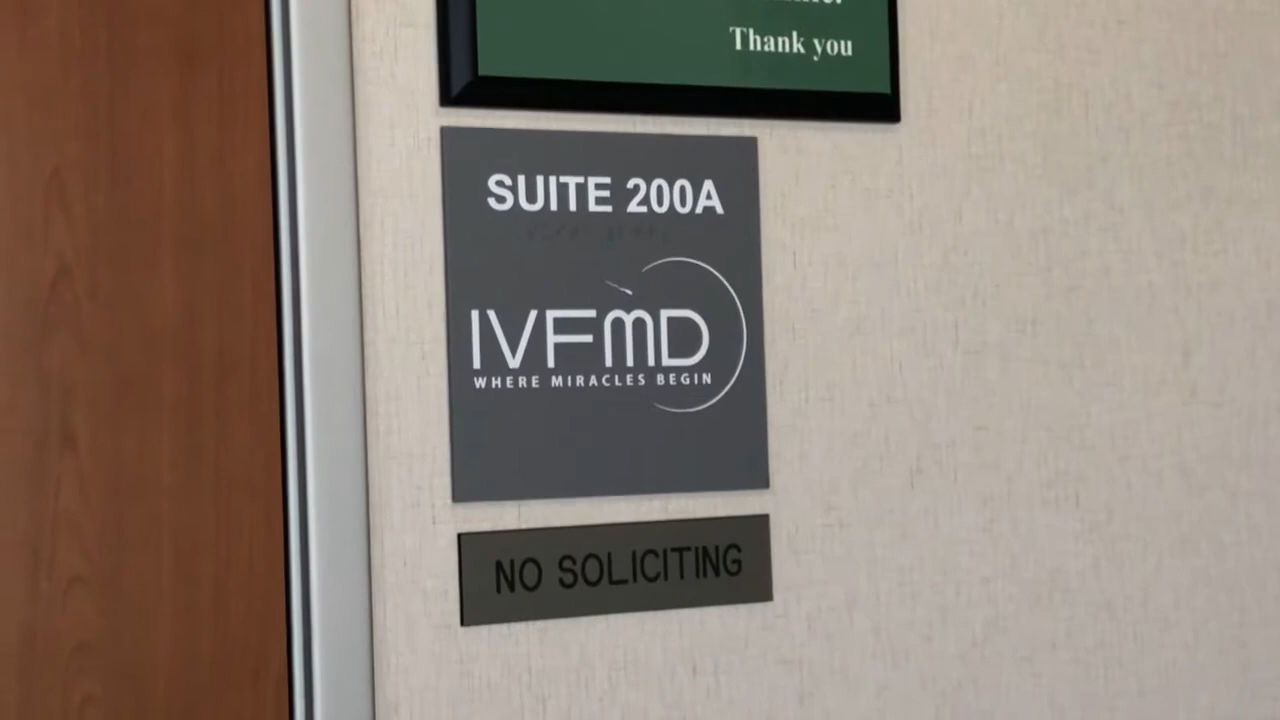 Thank you
SUITE 200A
IVFMD
WHERE MIRACLES BEGIN
NO SOLICITING